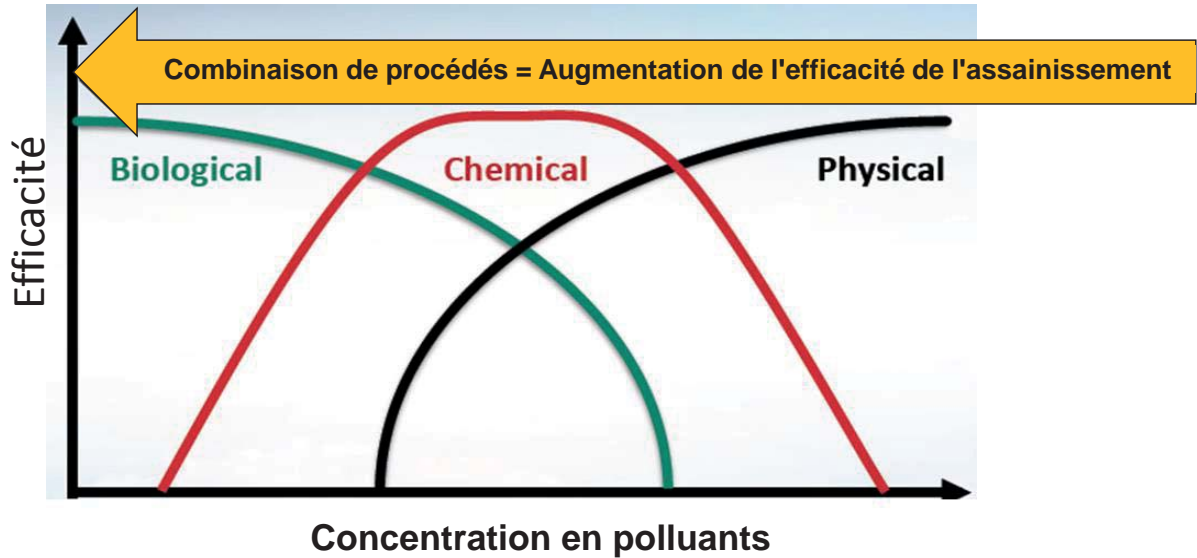 Combinaison de procédés = Augmentation de l'efficacité de l'assainissement
Efficacité
Biological
Chemical
Physical
Concentration en polluants